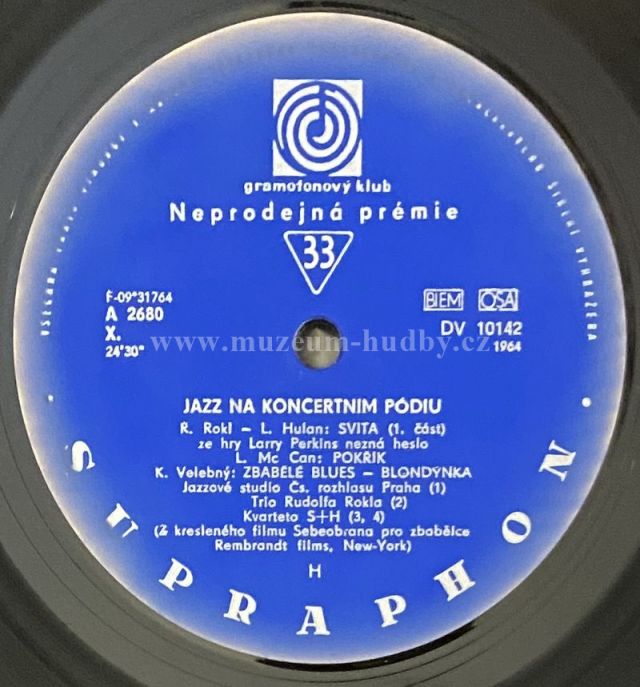 gramofonový klub
Neprodejná prémie
33
F-09*31764
A 2680
X.
24'30"
BIEM OSA
DV 10142
1964
www.muzeum-hudby.cz
JAZZ NA KONCERTNIM PÓDIU
R. Rokl – L. Hulan: SVITA (1. část)
ze hry Larry Perkins nezná heslo
L. Mc Can: POKŘIK
K. Velebný: ZBABĚLÉ BLUES – BLONDÝNKA
Jazzové studio Čs. rozhlasu Praha (1)
Trio Rudolfa Rokla (2)
Kvarteto S+H (3, 4)
(Z kresleného filmu Sebeobrana pro zbabělce
Rembrandt films, New-York)
H
SUPRAPHON
VYHRAZENA